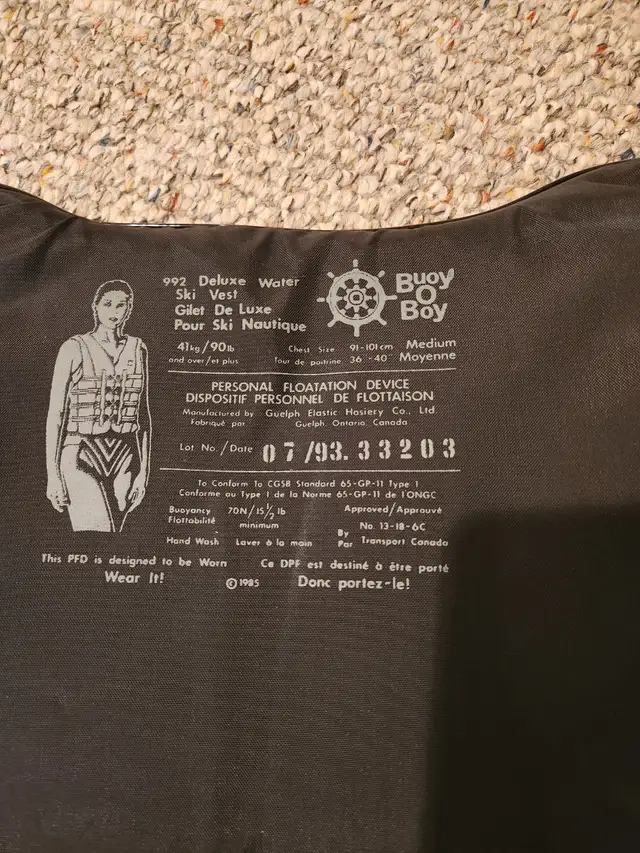 992 Deluxe Water
Ski Vest
Gilet De Luxe
Pour Ski Nautique
Buoy
O
Boy
41kg/90lb
and over/et plus
Chest Size 91-101cm Medium
Tour de poitrine 36"-40" Moyenne
PERSONAL FLOATATION DEVICE
DISPOSITIF PERSONNEL DE FLOTTAISON
Manufactured by Guelph Elastic Hosiery Co., Ltd.
Fabriqué par Guelph, Ontario, Canada
Lot No./Date 07/93. 33203
To Conform To CGSB Standard 65-GP-11 Type 1
Conforme au Type 1 de la Norme 65-GP-11 de l'ONGC
Buoyancy 70N/15½ lb
Flottabilité minimum
Approved/Approuvé
No. 13-18-6C
By
Par Transport Canada
Hand Wash Laver à la main
This PFD is designed to be Worn
Wear It!
Ce DPF est destiné à être porté
Donc portez-le!
©1985